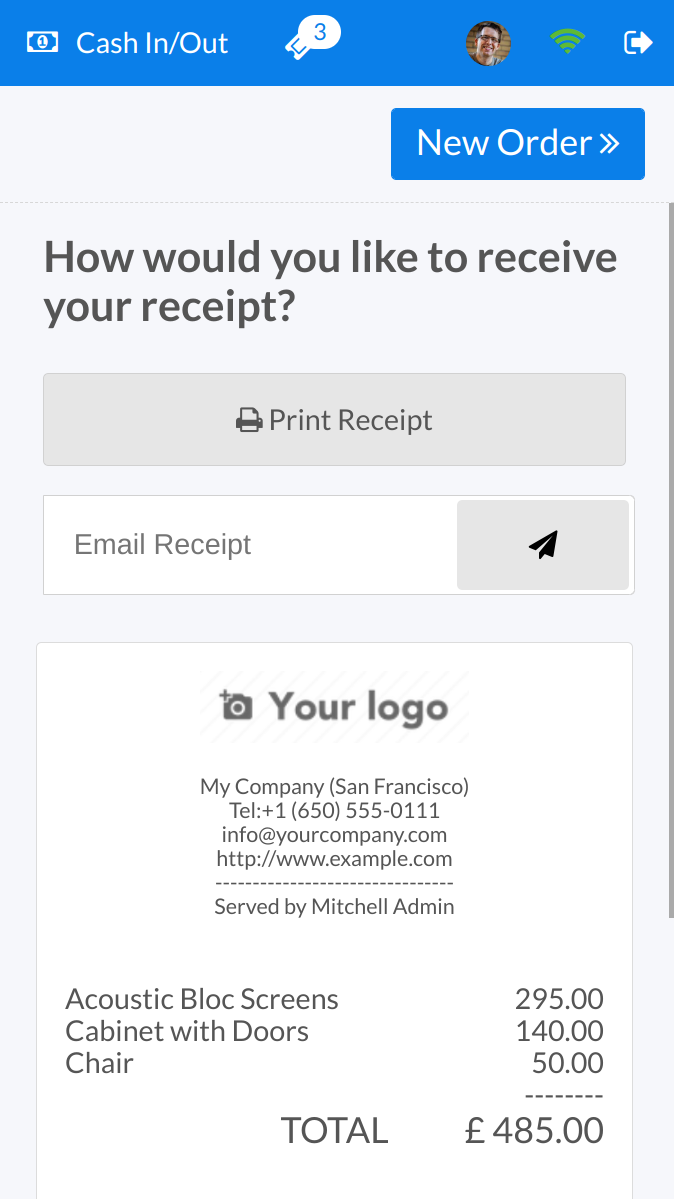 Cash In/Out
3
New Order
How would you like to receive
your receipt?
Print Receipt
Email Receipt
Your logo
My Company (San Francisco)
Tel:+1 (650) 555-0111
info@yourcompany.com
http://www.example.com
--------------------------------
Served by Mitchell Admin
Acoustic Bloc Screens 295.00
Cabinet with Doors 140.00
Chair 50.00
--------
TOTAL £ 485.00